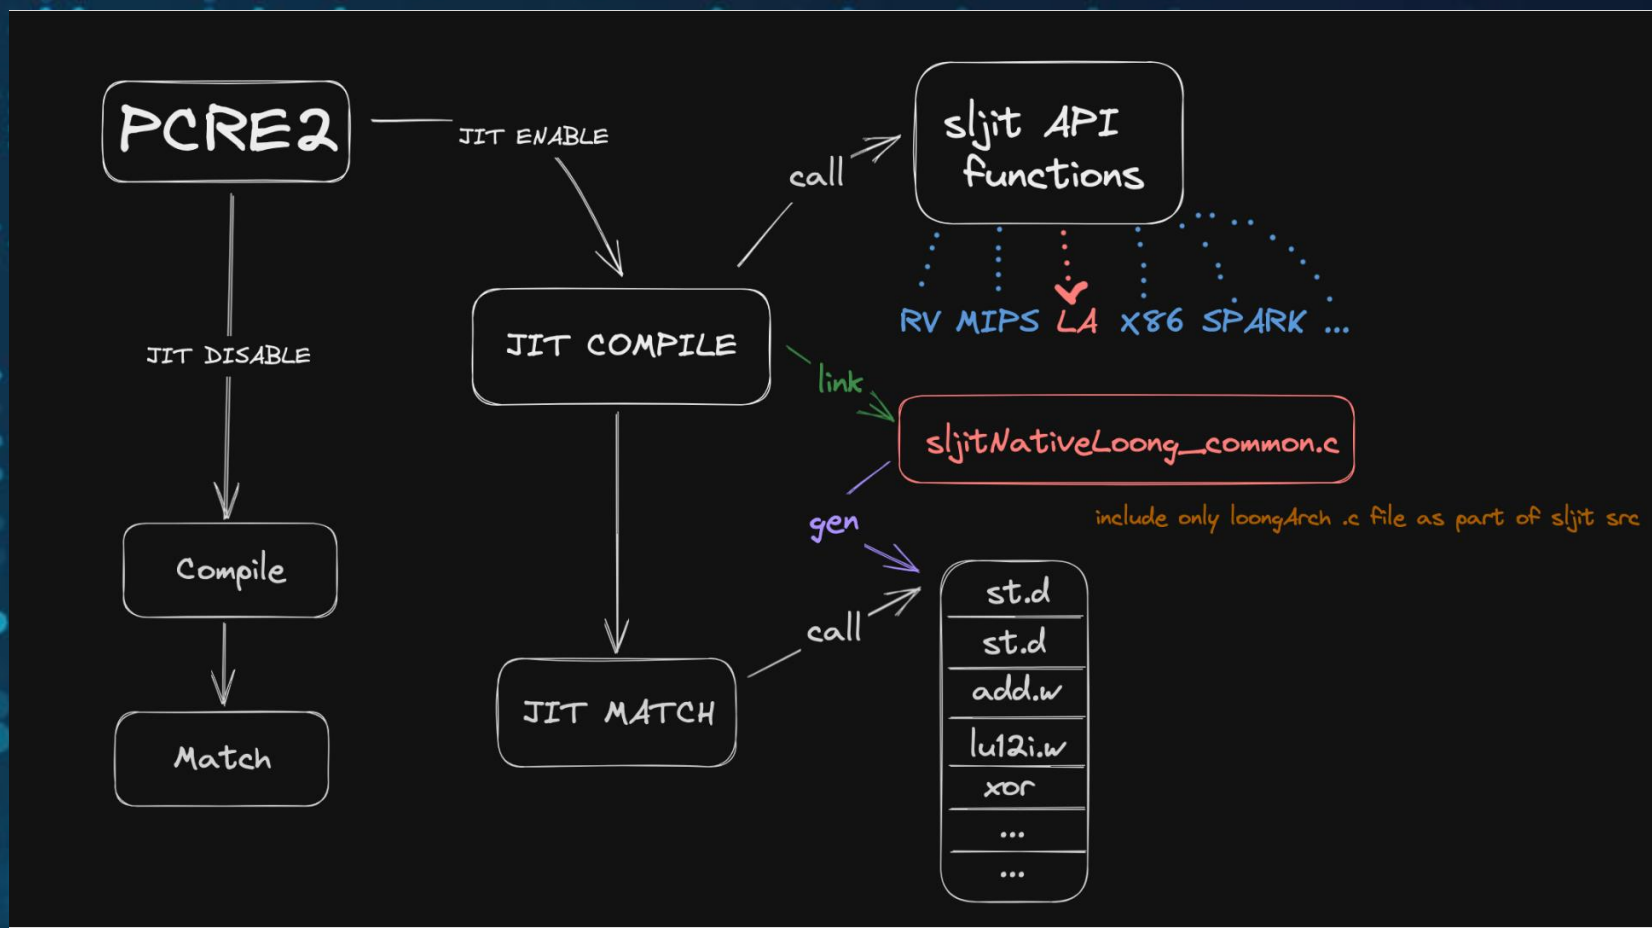 PCRE2
JIT ENABLE
sljit API
functions
call
RV MIPS LA X86 SPARK ...
JIT DISABLE
JIT COMPILE
link
sljitNativeLoong_common.c
include only loongArch .c file as part of sljit src
gen
Compile
st.d
st.d
call
add.w
JIT MATCH
lu12i.w
Match
xor
...
...